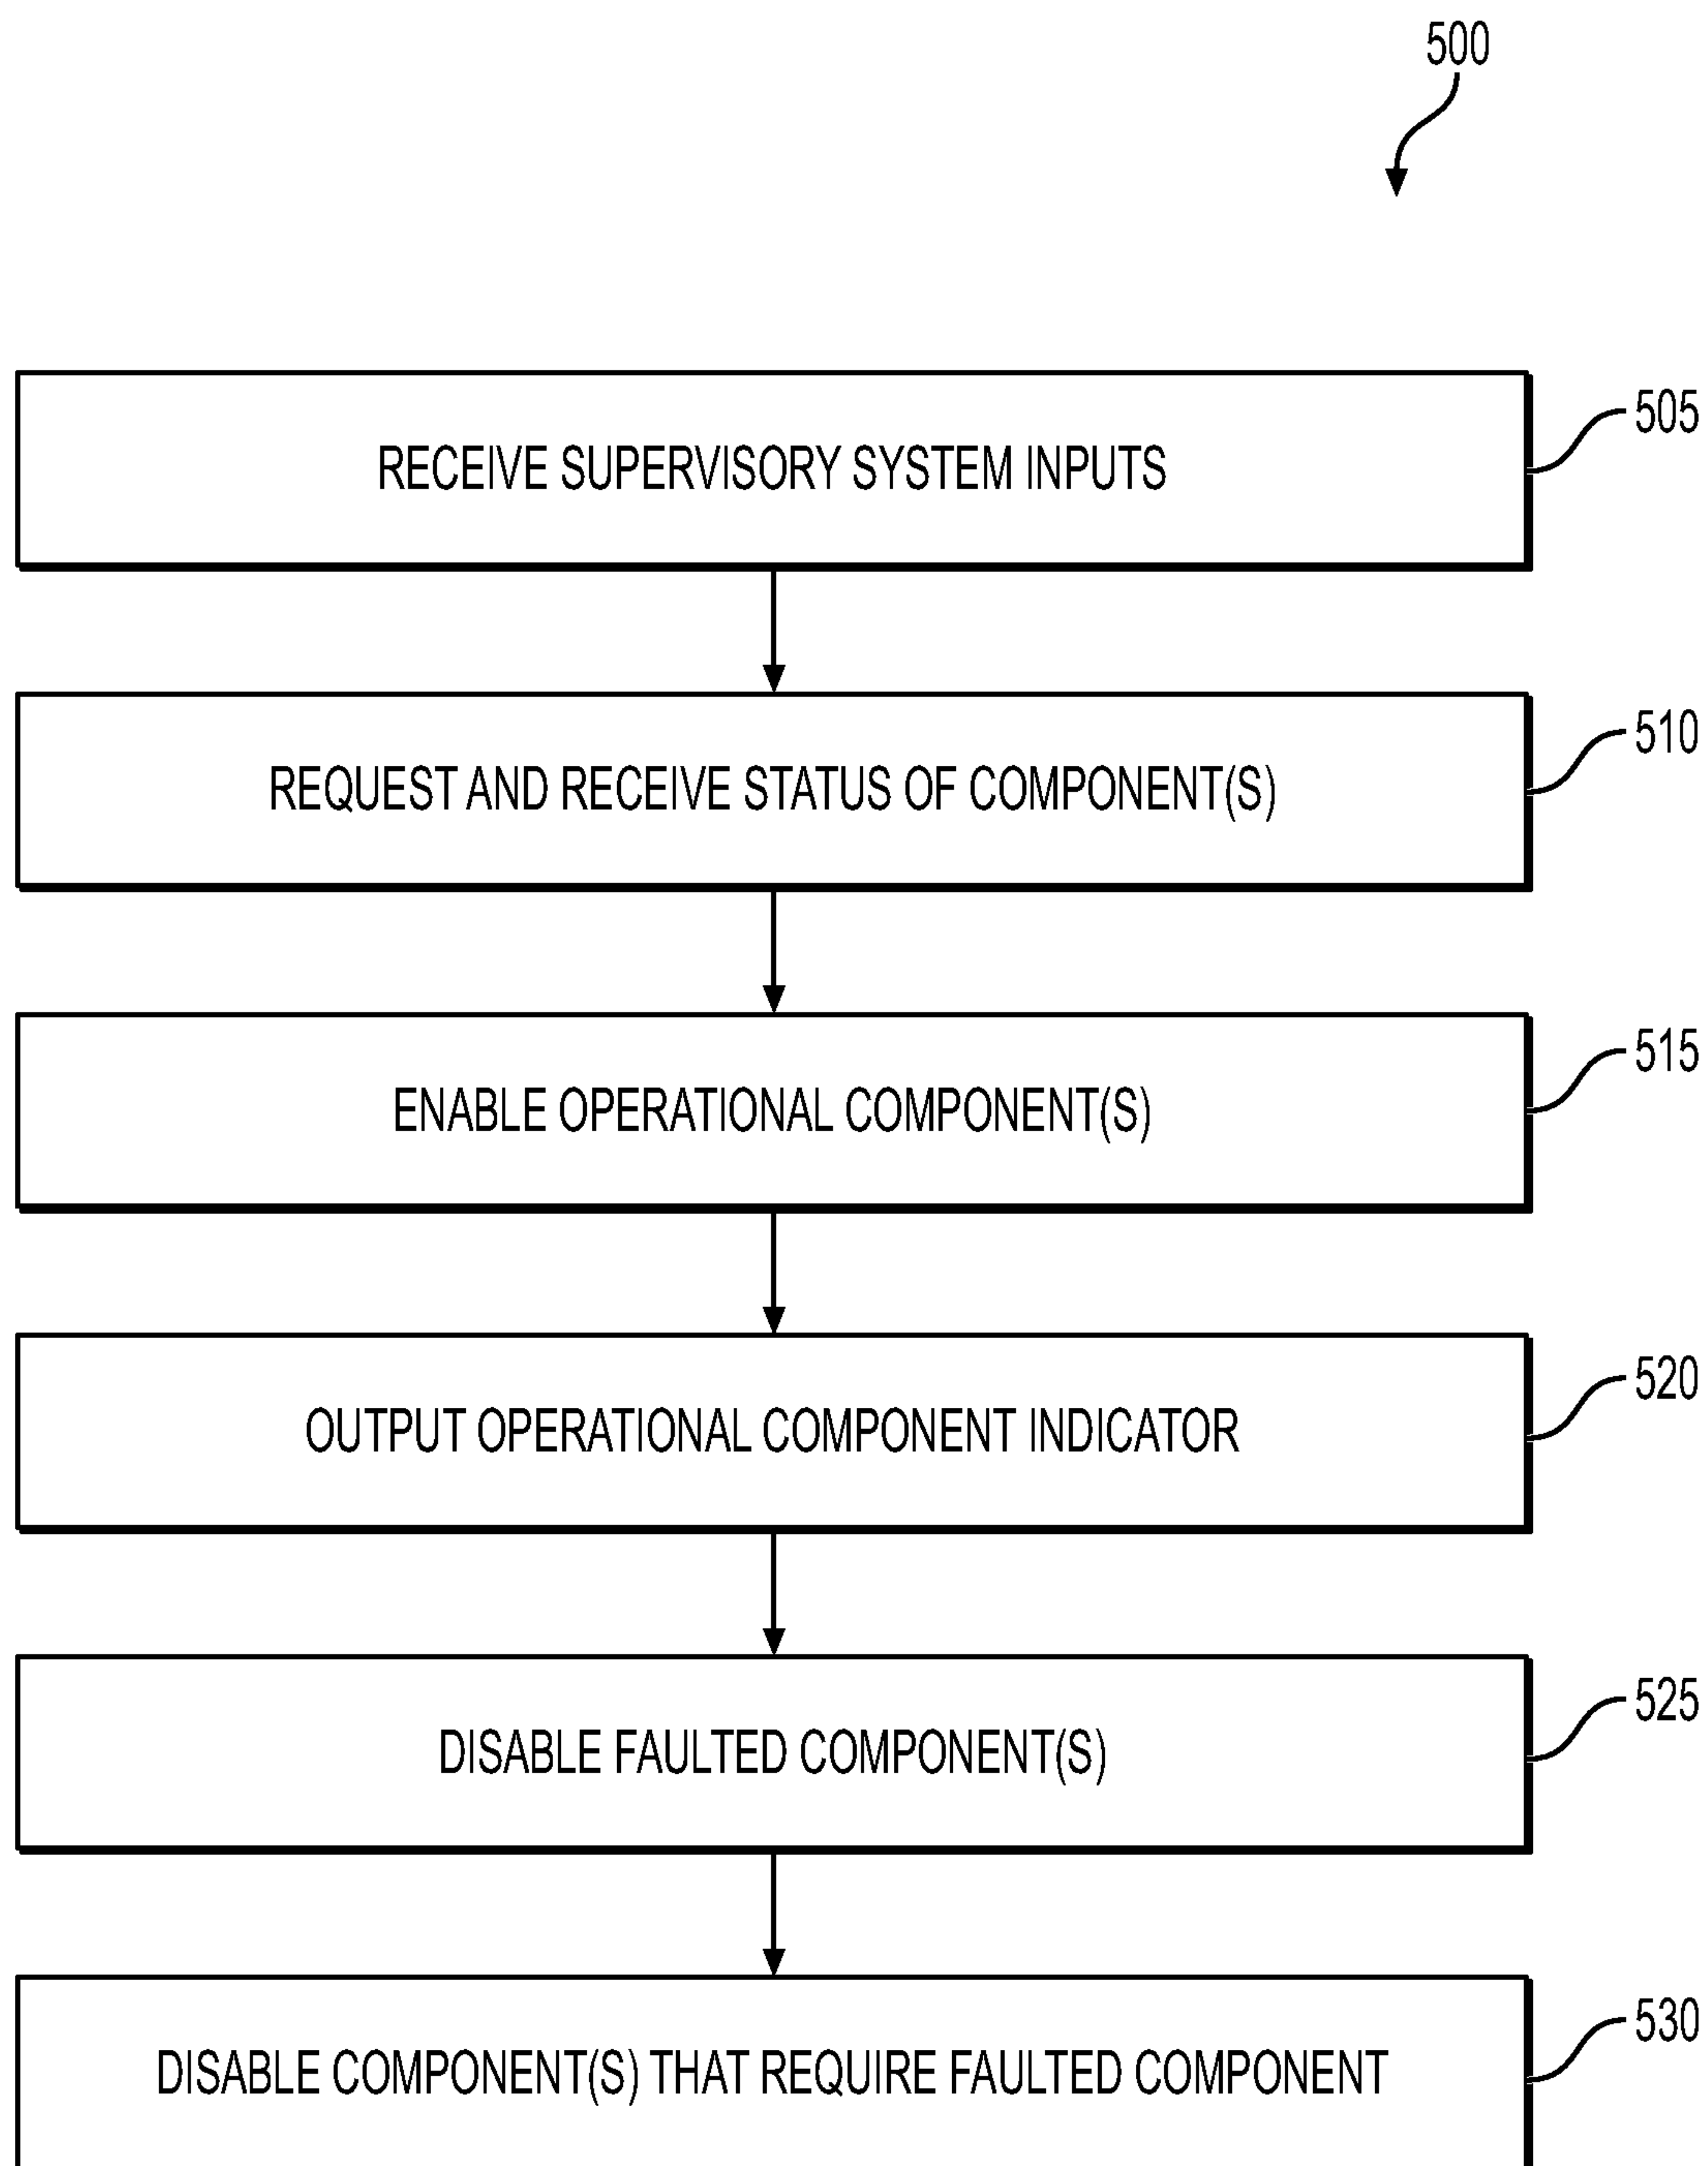 500
RECEIVE SUPERVISORY SYSTEM INPUTS
505
REQUEST AND RECEIVE STATUS OF COMPONENT(S)
510
ENABLE OPERATIONAL COMPONENT(S)
515
OUTPUT OPERATIONAL COMPONENT INDICATOR
520
DISABLE FAULTED COMPONENT(S)
525
DISABLE COMPONENT(S) THAT REQUIRE FAULTED COMPONENT
530